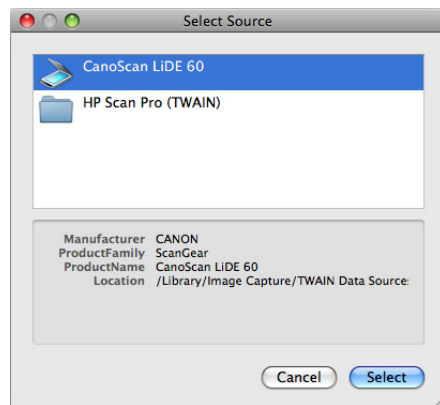 Select Source
CanoScan LiDE 60
HP Scan Pro (TWAIN)
Manufacturer CANON
ProductFamily ScanGear
ProductName CanoScan LiDE 60
Location /Library/Image Capture/TWAIN Data Source:
Cancel Select